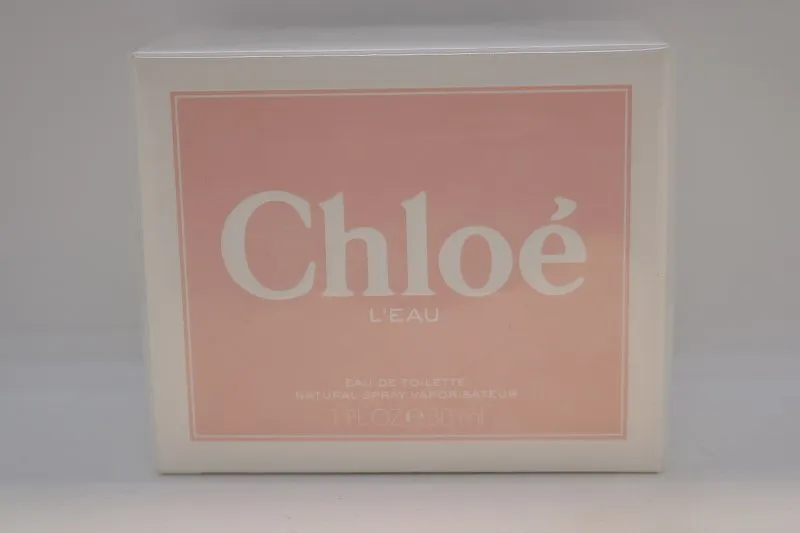 Chloé
L'EAU
EAU DE TOILETTE
NATURAL SPRAY VAPORISATEUR
1 FL.OZ ℮ 30 ml